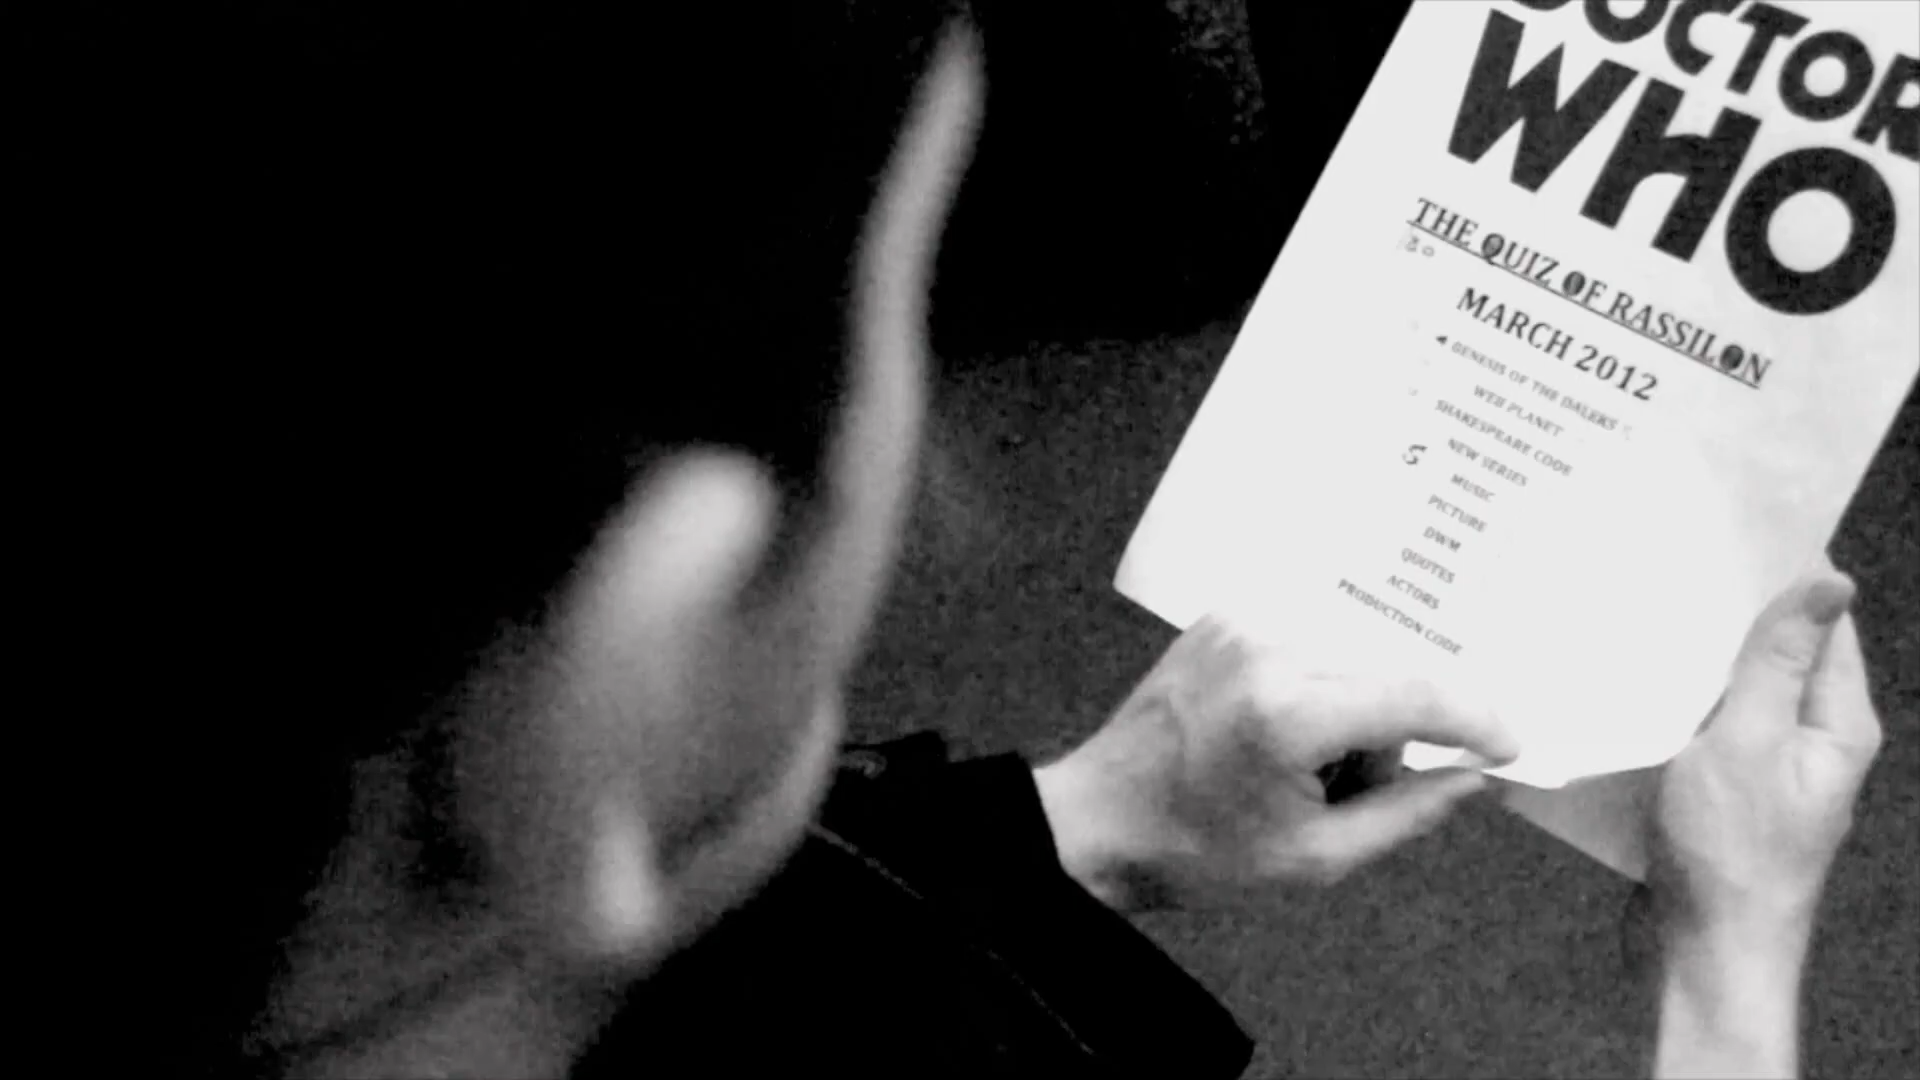 DOCTOR
WHO
THE QUIZ OF RASSILON
MARCH 2012
GENESIS OF THE DALEKS
WEB PLANET
SHAKESPEARE CODE
5 NEW SERIES
MUSIC
PICTURE
DWM
QUOTES
ACTORS
PRODUCTION CODE